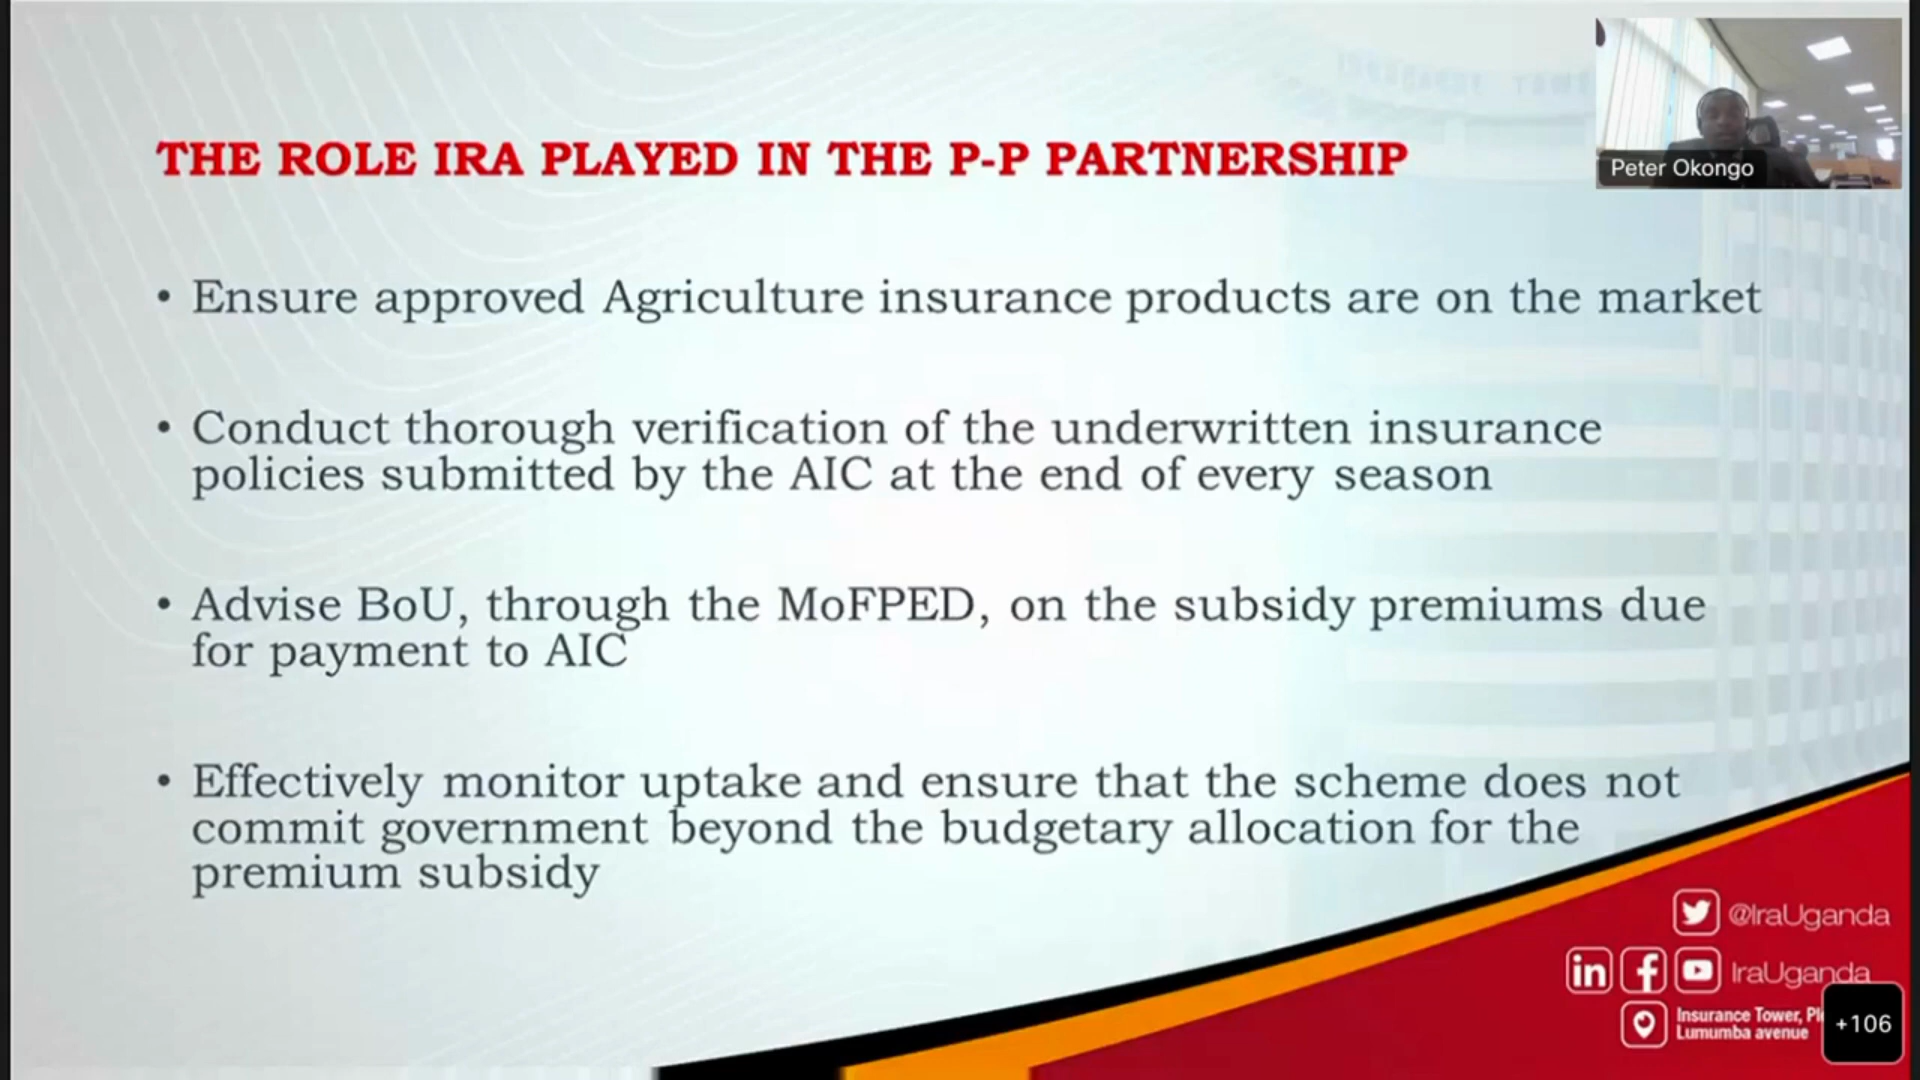 THE ROLE IRA PLAYED IN THE P-P PARTNERSHIP
Peter Okongo
• Ensure approved Agriculture insurance products are on the market
• Conduct thorough verification of the underwritten insurance
policies submitted by the AIC at the end of every season
• Advise BoU, through the MoFPED, on the subsidy premiums due
for payment to AIC
• Effectively monitor uptake and ensure that the scheme does not
commit government beyond the budgetary allocation for the
premium subsidy
@IraUganda
IraUganda
Insurance Tower,
Lumumba avenue
+106